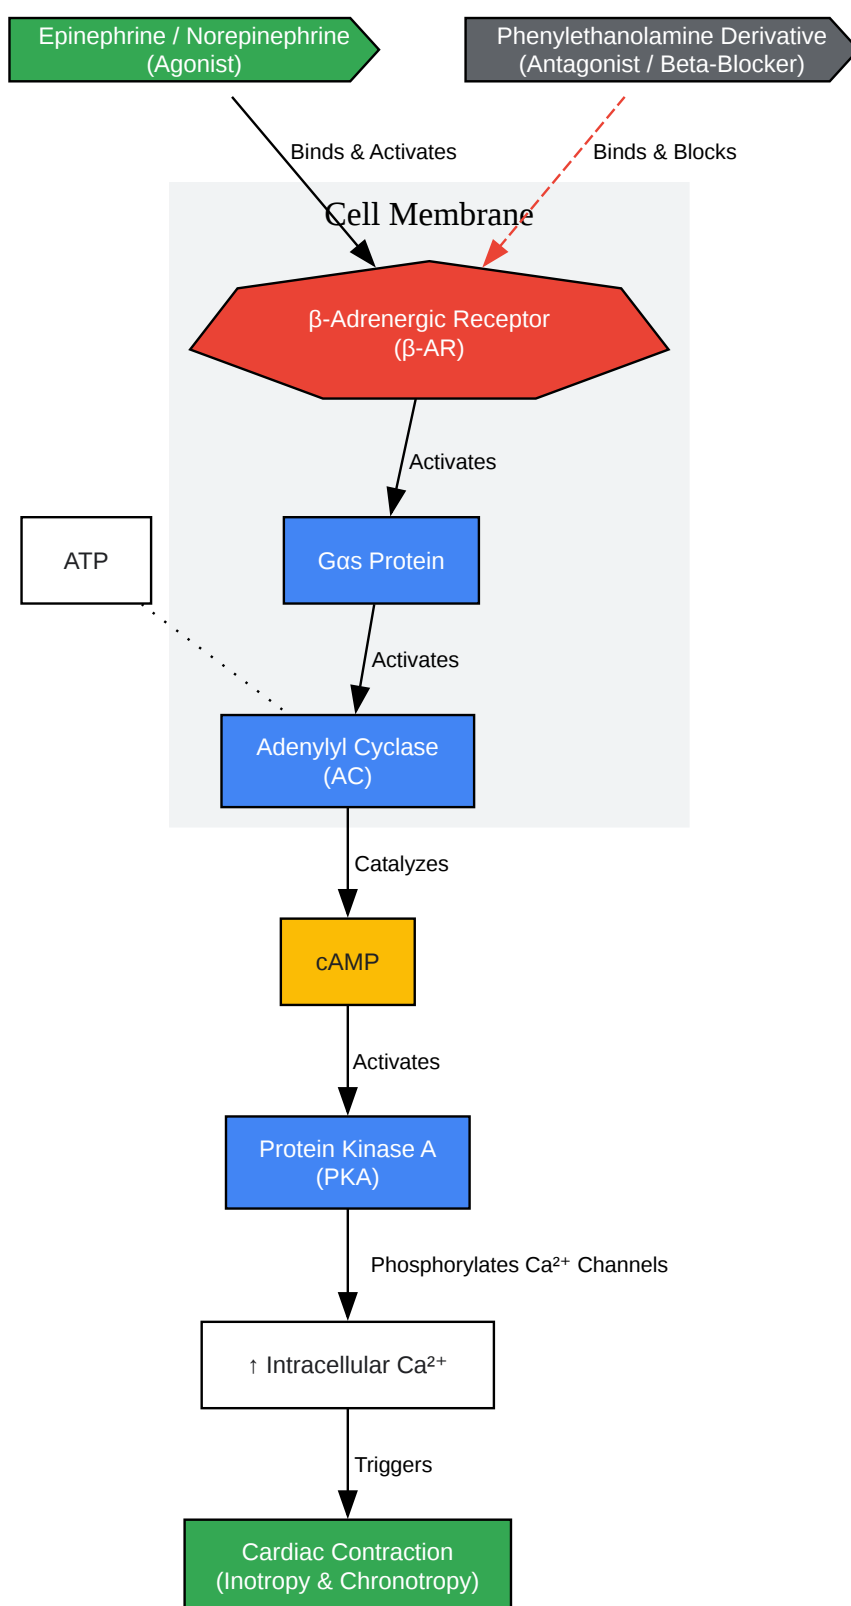 Epinephrine / Norepinephrine
(Agonist)
Phenylethanolamine Derivative
(Antagonist / Beta-Blocker)
Binds & Activates
Binds & Blocks
Cell Membrane
β-Adrenergic Receptor
(β-AR)
Activates
ATP
Gαs Protein
Activates
Adenylyl Cyclase
(AC)
Catalyzes
cAMP
Activates
Protein Kinase A
(PKA)
Phosphorylates Ca²⁺ Channels
↑ Intracellular Ca²⁺
Triggers
Cardiac Contraction
(Inotropy & Chronotropy)